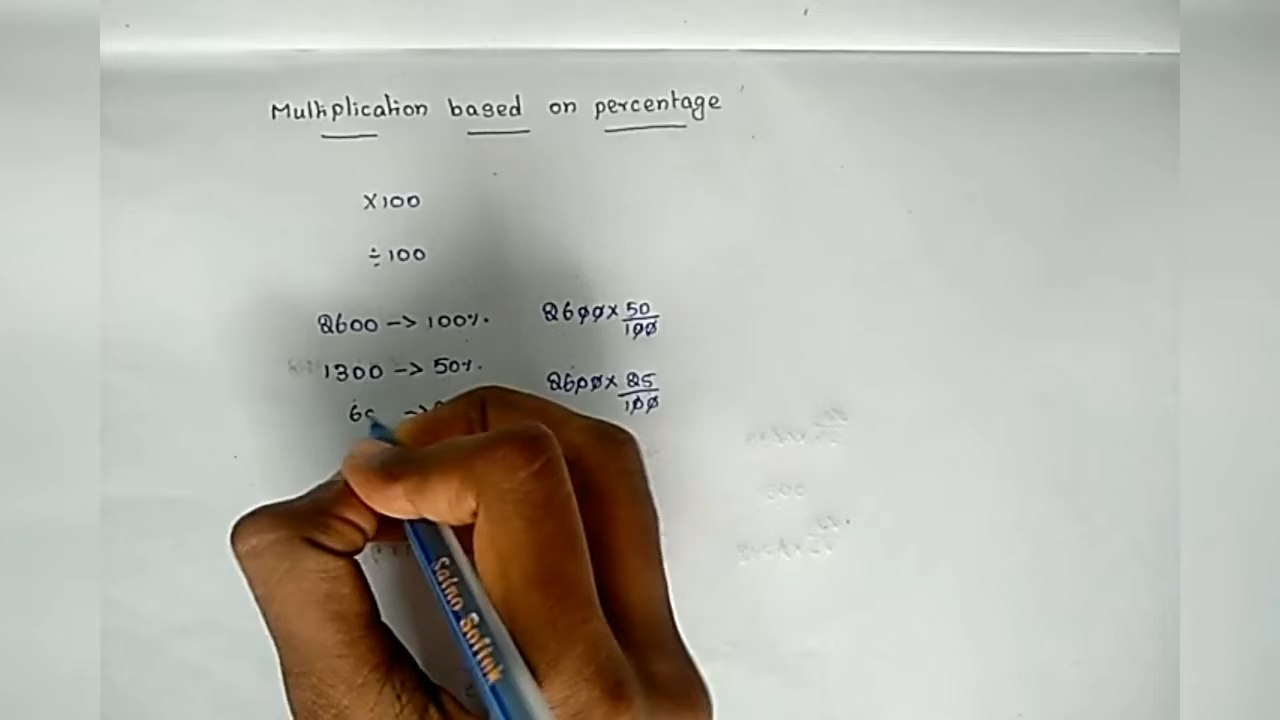 Multiplication based on percentage
×100
÷100
2600 -> 100%.
2600 × 50/100
1300 -> 50%.
2600 × 25/100
Saino Softek